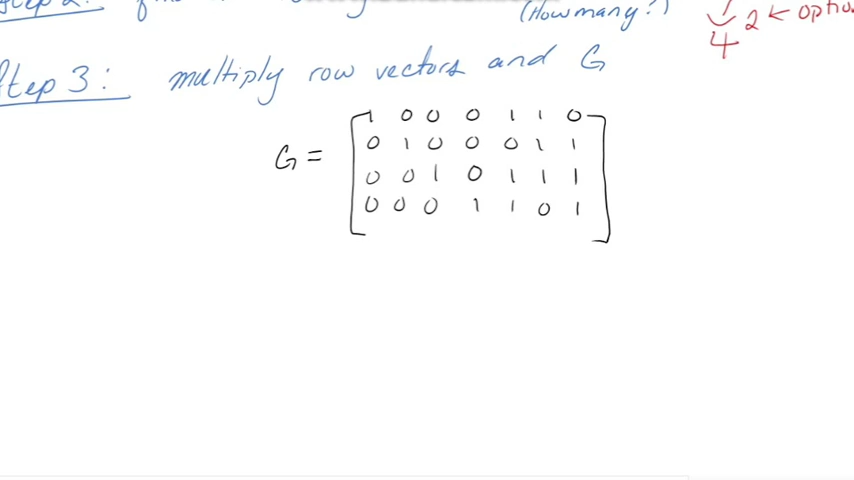 Step 2:
(How many?)
4 2 ← optio
Step 3: multiply row vectors and G
G =
1 0 0 0 1 1 0
0 1 0 0 0 1 1
0 0 1 0 1 1 1
0 0 0 1 1 0 1